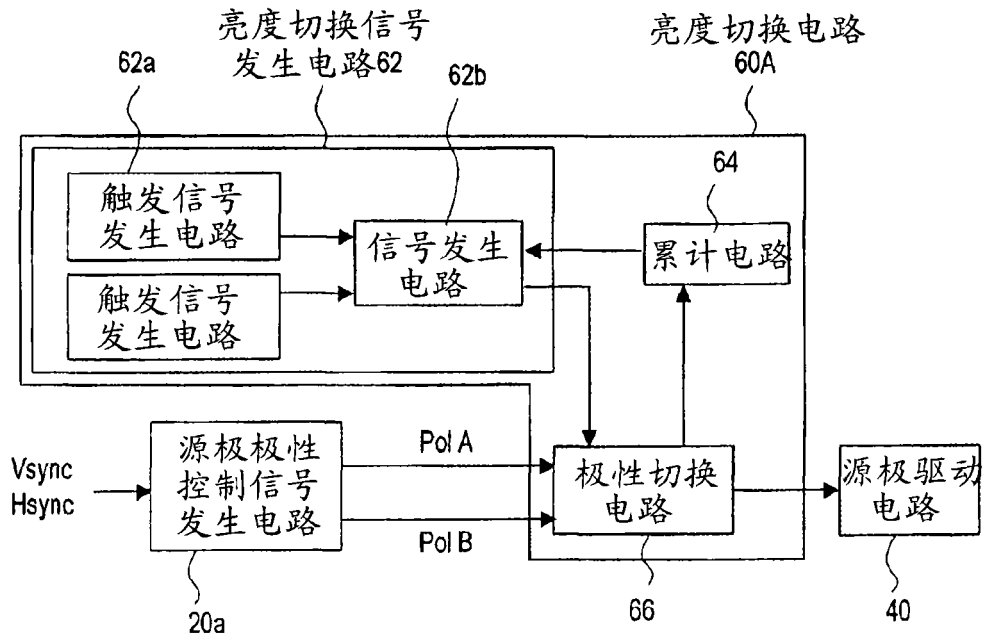 亮度切换信号
发生电路62
亮度切换电路
60A
62a
62b
64
触发信号
发生电路
信号发生
电路
累计电路
触发信号
发生电路
Vsync
Hsync
源极极性
控制信号
发生电路
Pol A
Pol B
极性切换
电路
源极驱动
电路
20a
66
40